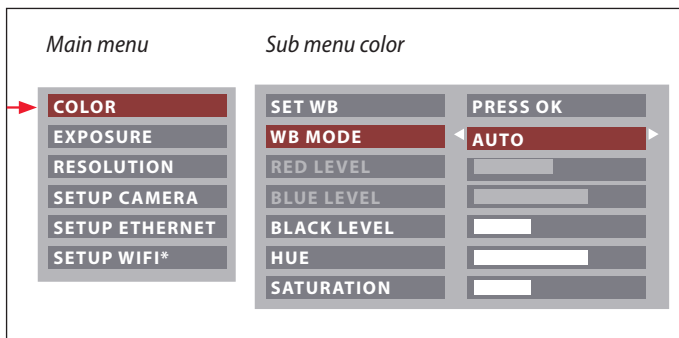 Main menu
Sub menu color
COLOR
EXPOSURE
RESOLUTION
SETUP CAMERA
SETUP ETHERNET
SETUP WIFI*
SET WB PRESS OK
WB MODE AUTO
RED LEVEL
BLUE LEVEL
BLACK LEVEL
HUE
SATURATION